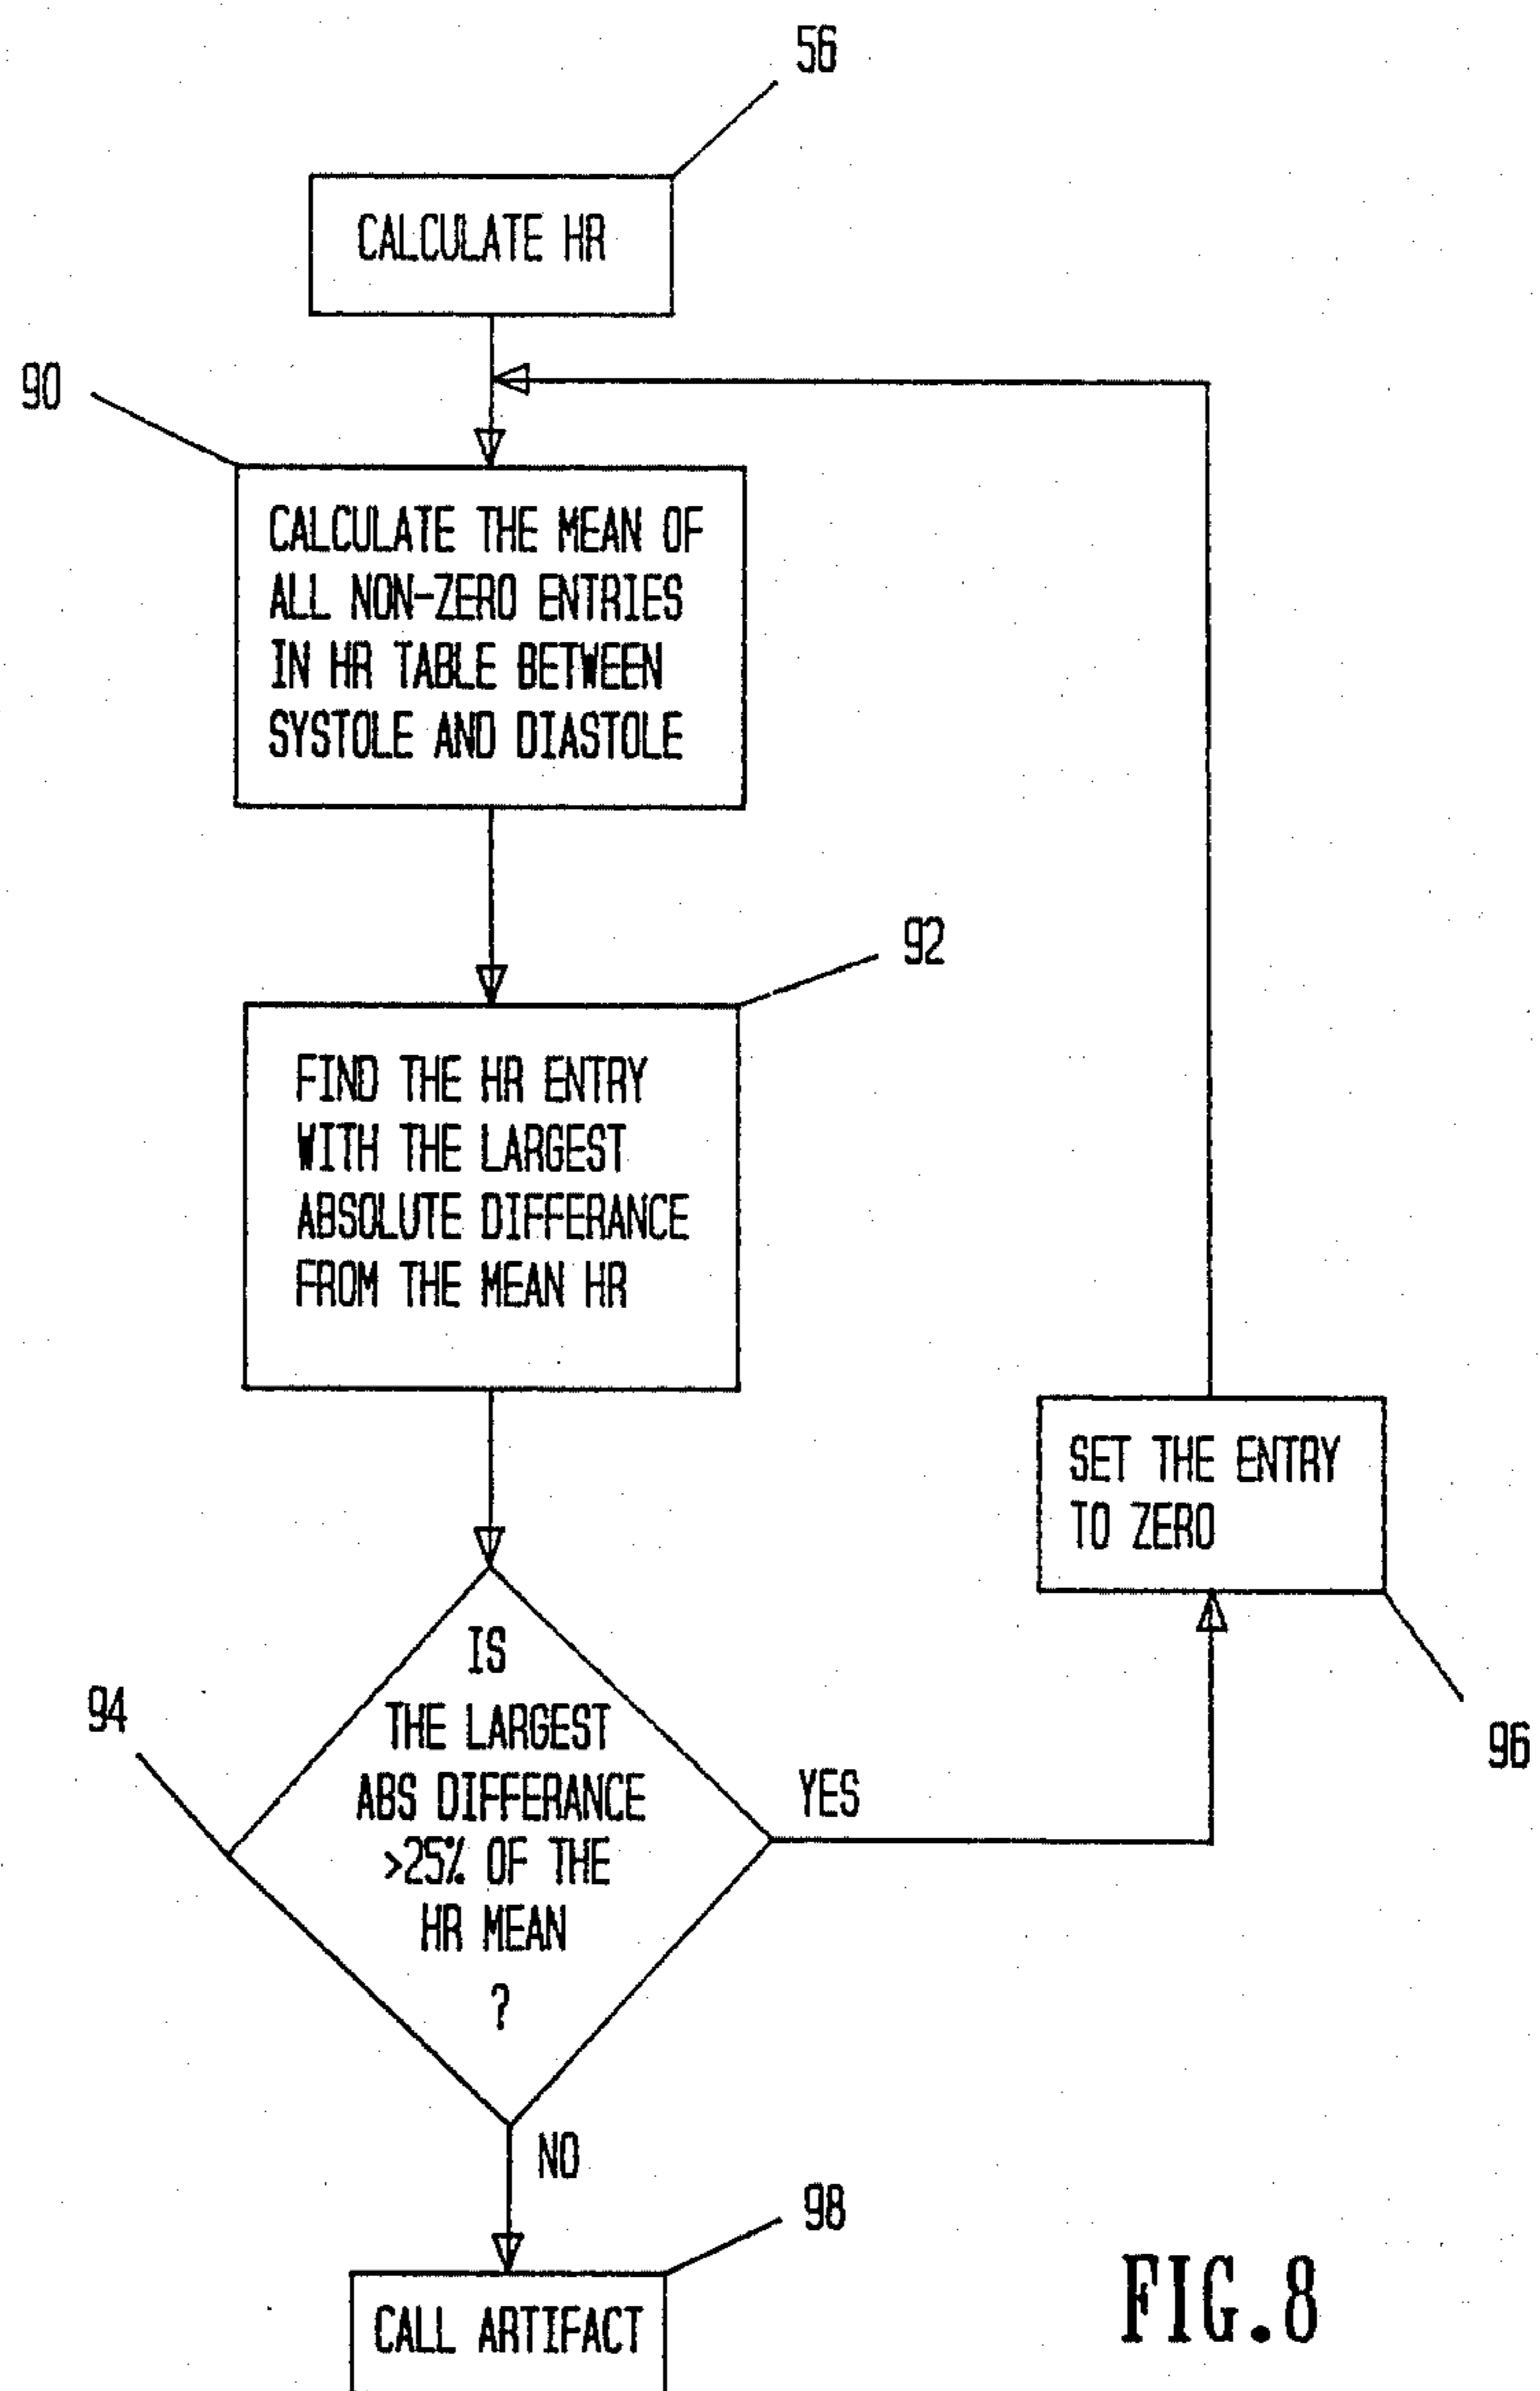 56
CALCULATE HR
90
CALCULATE THE MEAN OF
ALL NON-ZERO ENTRIES
IN HR TABLE BETWEEN
SYSTOLE AND DIASTOLE
92
FIND THE HR ENTRY
WITH THE LARGEST
ABSOLUTE DIFFERANCE
FROM THE MEAN HR
SET THE ENTRY
TO ZERO
96
94
IS
THE LARGEST
ABS DIFFERANCE
>25% OF THE
HR MEAN
?
YES
NO
98
CALL ARTIFACT
FIG.8